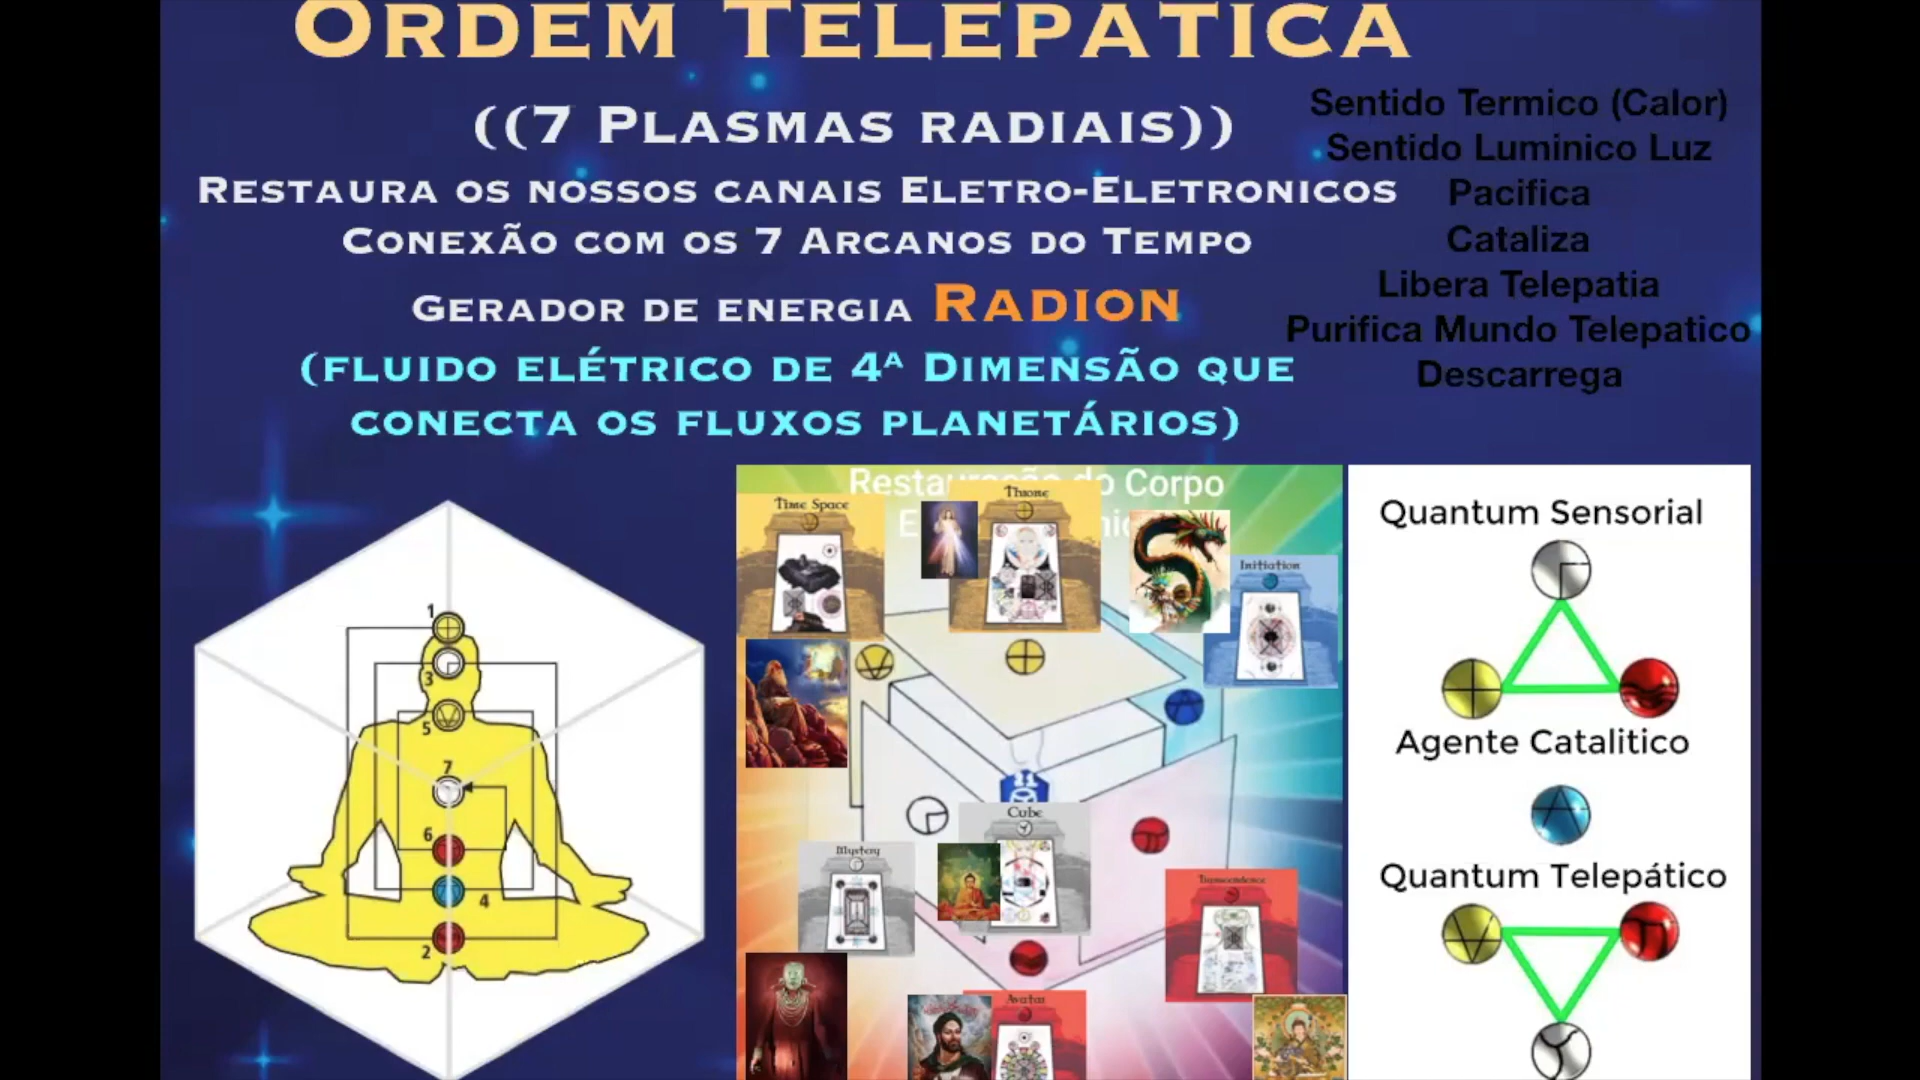 ORDEM TELEPATICA
((7 PLASMAS RADIAIS))
RESTAURA OS NOSSOS CANAIS ELETRO-ELETRONICOS
CONEXÃO COM OS 7 ARCANOS DO TEMPO
GERADOR DE ENERGIA RADION
(FLUIDO ELÉTRICO DE 4ª DIMENSÃO QUE
CONECTA OS FLUXOS PLANETÁRIOS)
Sentido Termico (Calor)
Sentido Luminico Luz
Pacifica
Cataliza
Libera Telepatia
Purifica Mundo Telepatico
Descarrega
1
3
5
7
6
4
2
Corpo
Time Space
Throne
Initiation
Cube
Mystery
Transcendence
Avatar
Quantum Sensorial
Agente Catalitico
Quantum Telepático